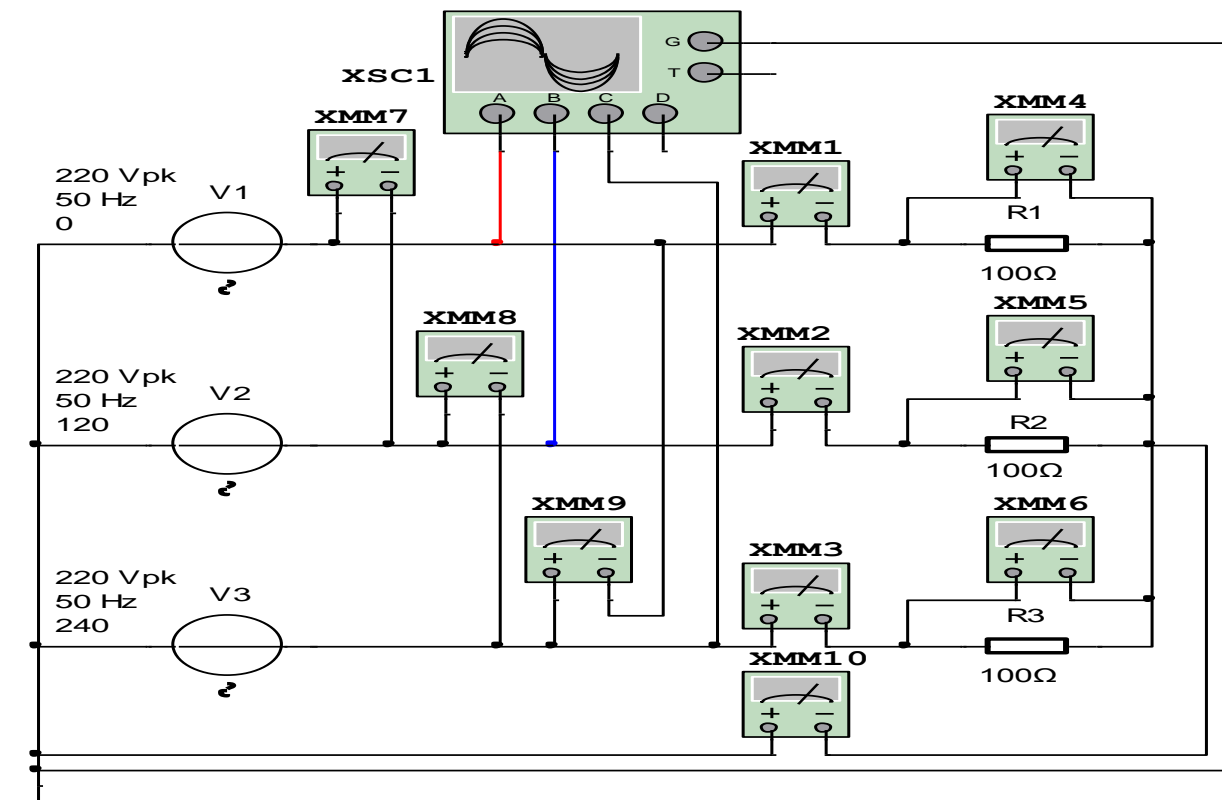 XSC1
G
T
A B C D
XMM7
+ −
XMM1
+ −
XMM4
+ −
220 Vpk
50 Hz
0
V1
R1
100Ω
XMM8
+ −
XMM2
+ −
XMM5
+ −
220 Vpk
50 Hz
120
V2
R2
100Ω
XMM9
+ −
XMM3
+ −
XMM6
+ −
220 Vpk
50 Hz
240
V3
R3
100Ω
XMM10
+ −